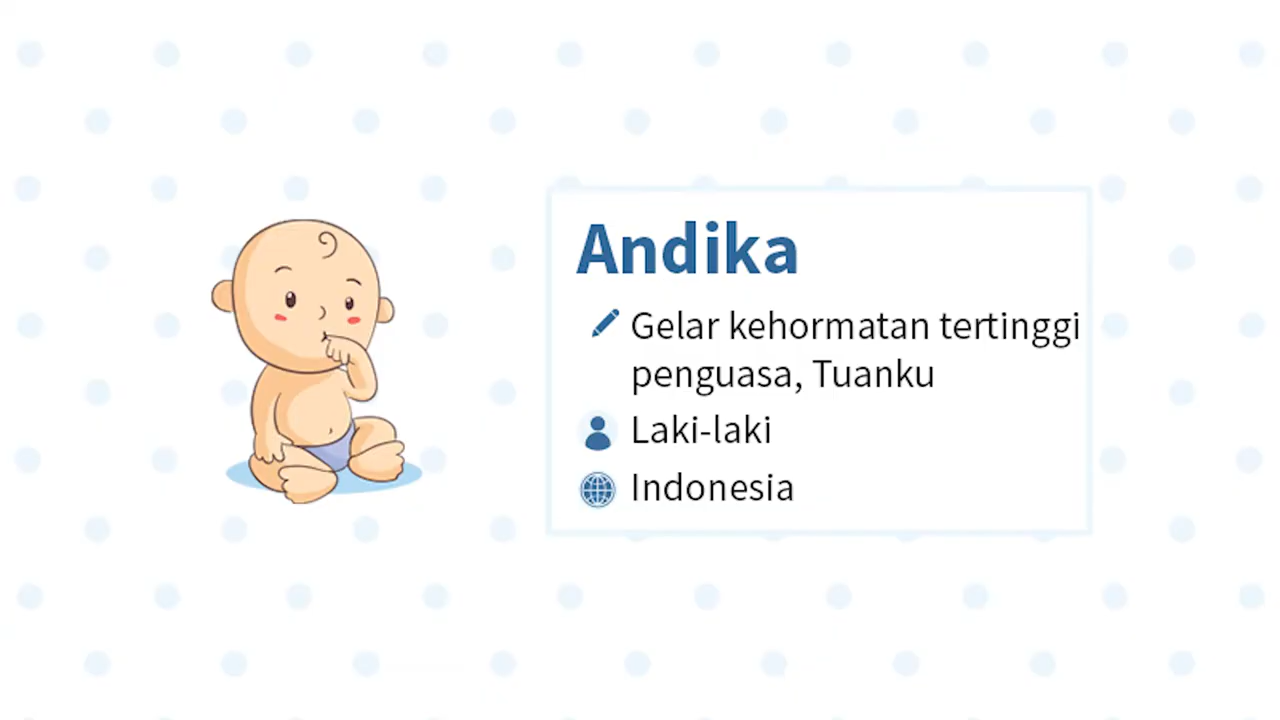 Andika
Gelar kehormatan tertinggi
penguasa, Tuanku
Laki-laki
Indonesia